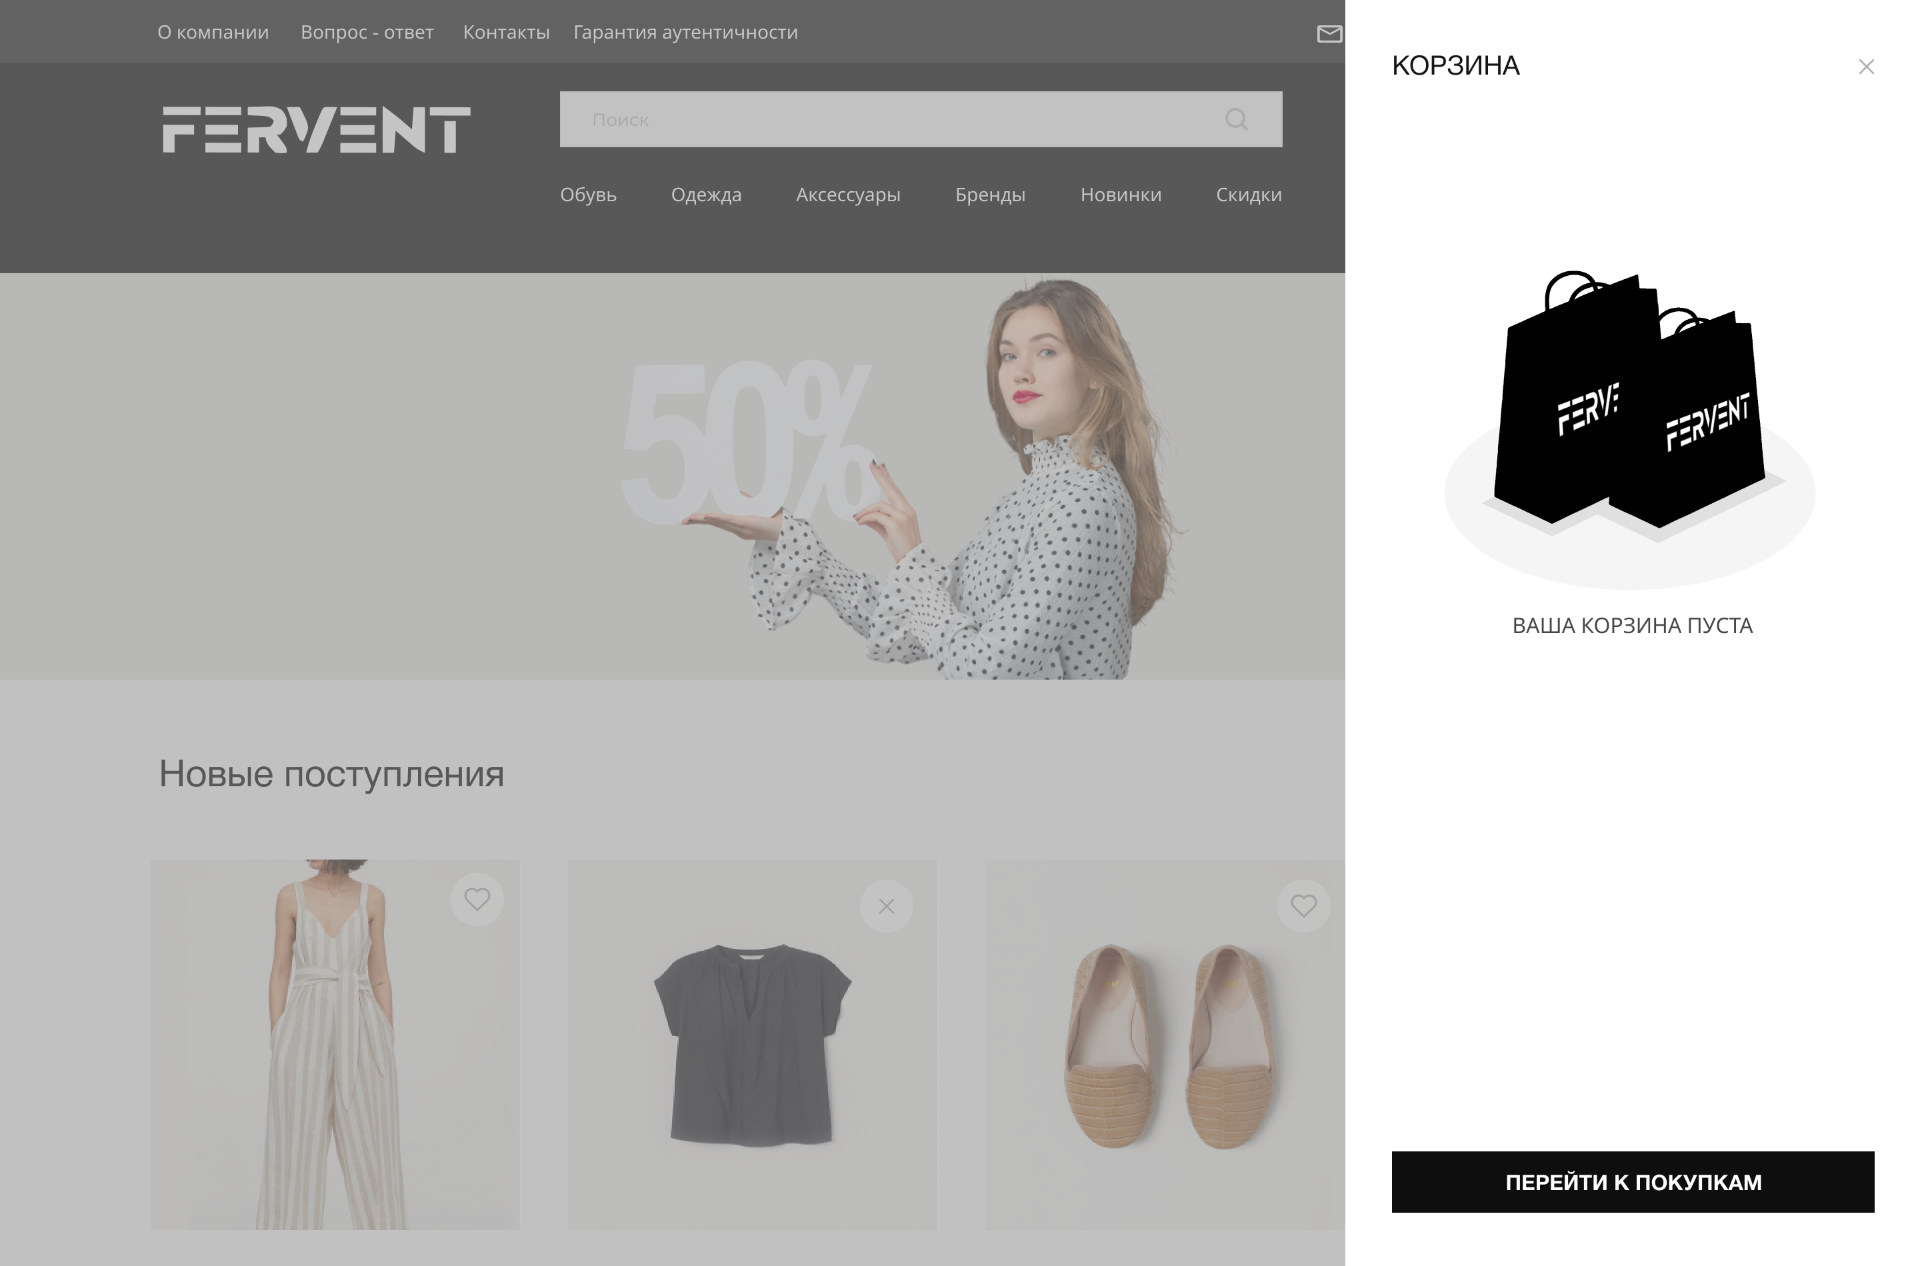 О компании Вопрос - ответ Контакты Гарантия аутентичности
FERVENT
Поиск
Обувь Одежда Аксессуары Бренды Новинки Скидки
50%
Новые поступления
КОРЗИНА
FERVE
FERVENT
ВАША КОРЗИНА ПУСТА
ПЕРЕЙТИ К ПОКУПКАМ